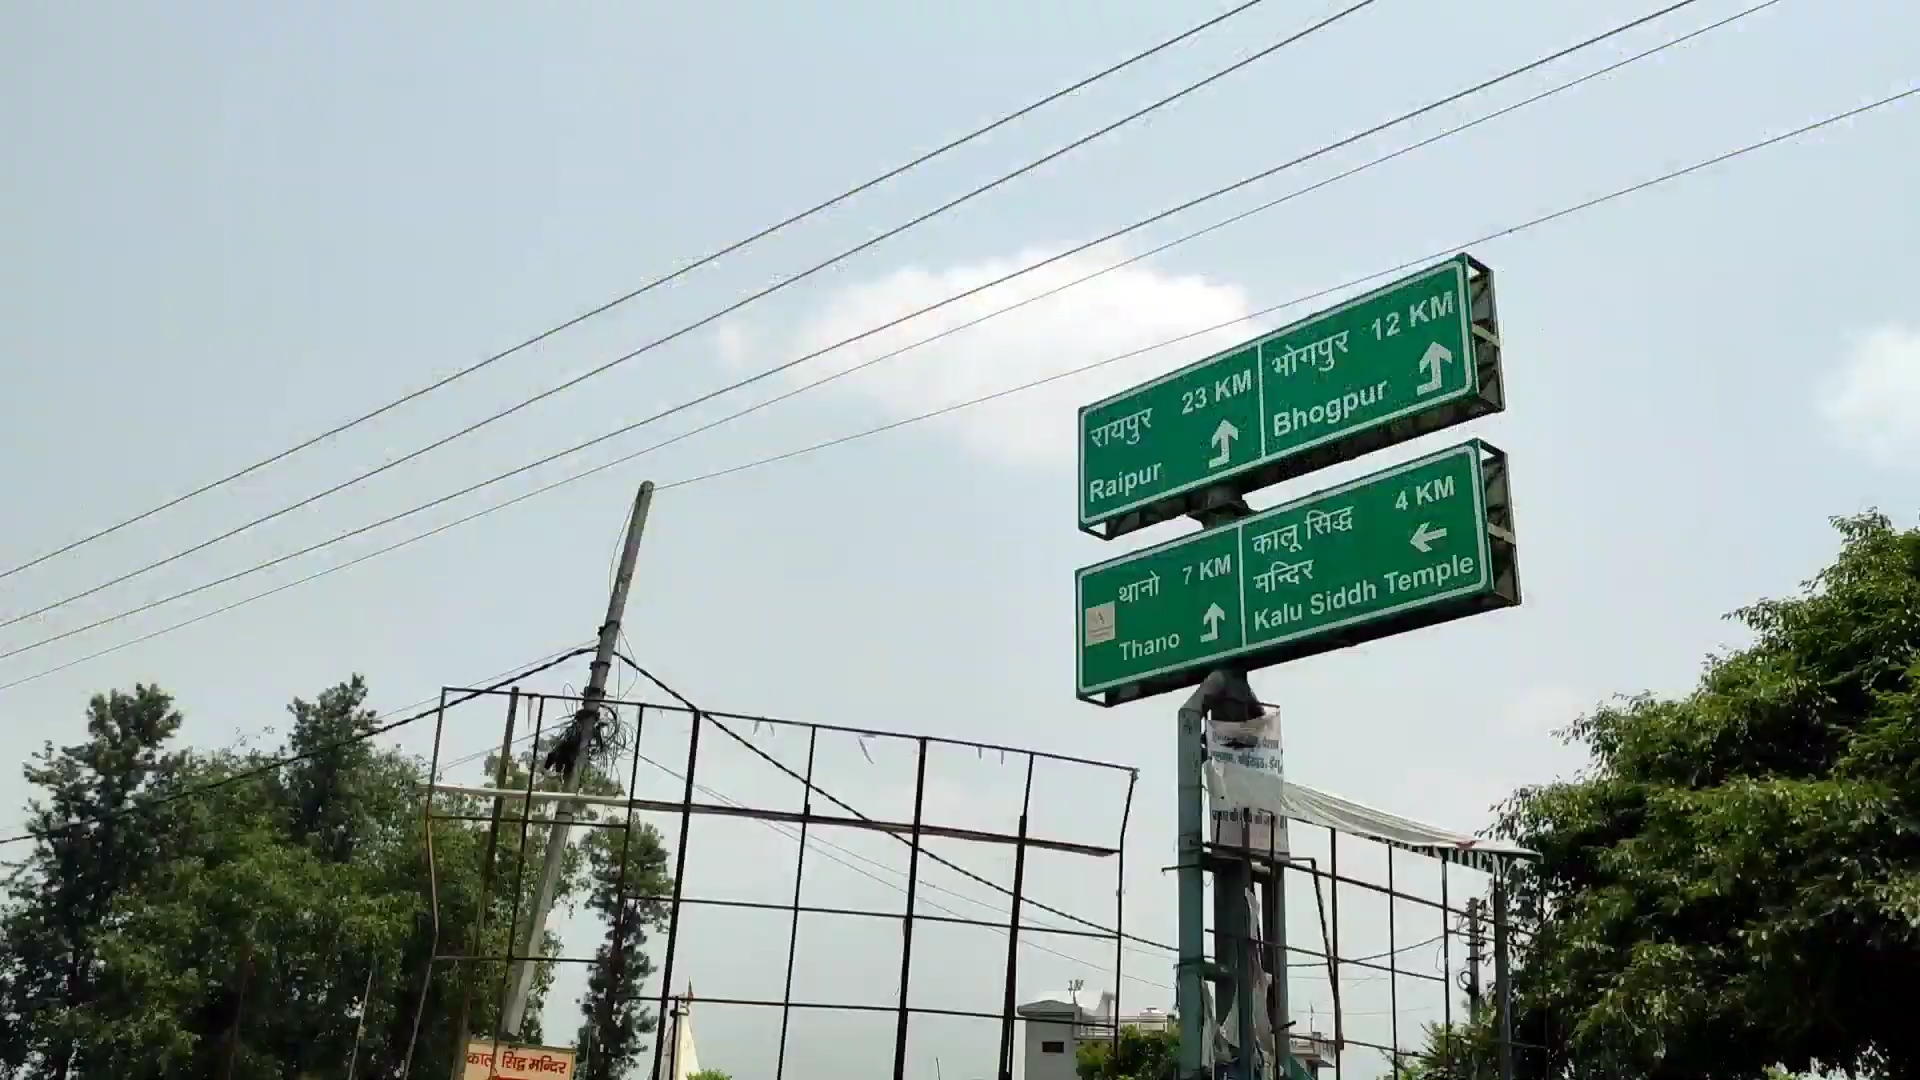 रायपुर 23 KM
Raipur
भोगपुर 12 KM
Bhogpur
थानो 7 KM
Thano
कालू सिद्ध 4 KM
मन्दिर
Kalu Siddh Temple
कालू सिद्ध मन्दिर